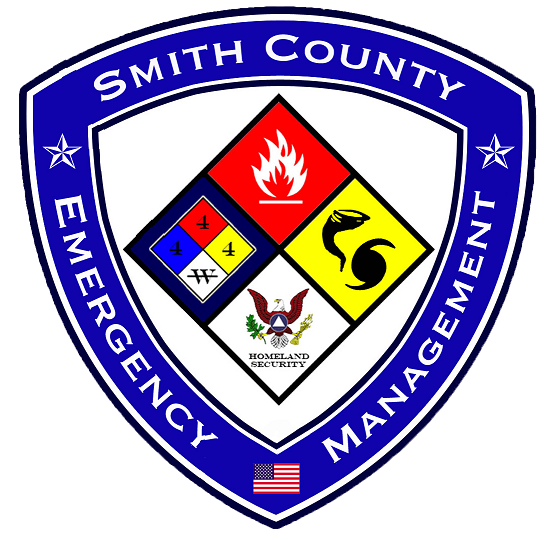 SMITH COUNTY
EMERGENCY
MANAGEMENT
4
4 4
W
HOMELAND
SECURITY